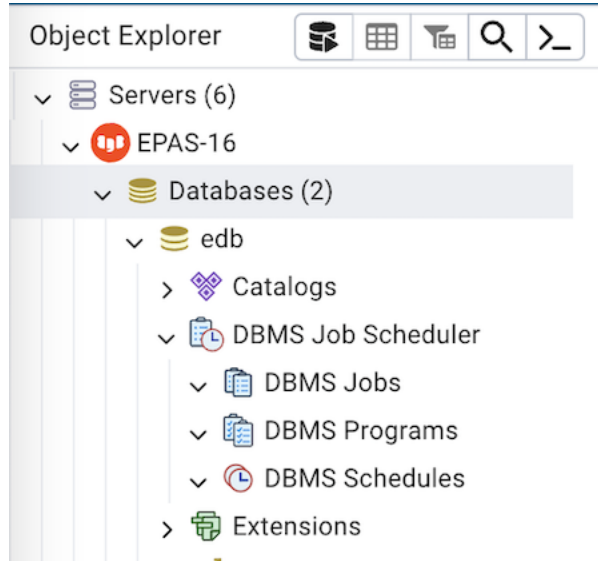 Object Explorer
Servers (6)
EPAS-16
Databases (2)
edb
Catalogs
DBMS Job Scheduler
DBMS Jobs
DBMS Programs
DBMS Schedules
Extensions